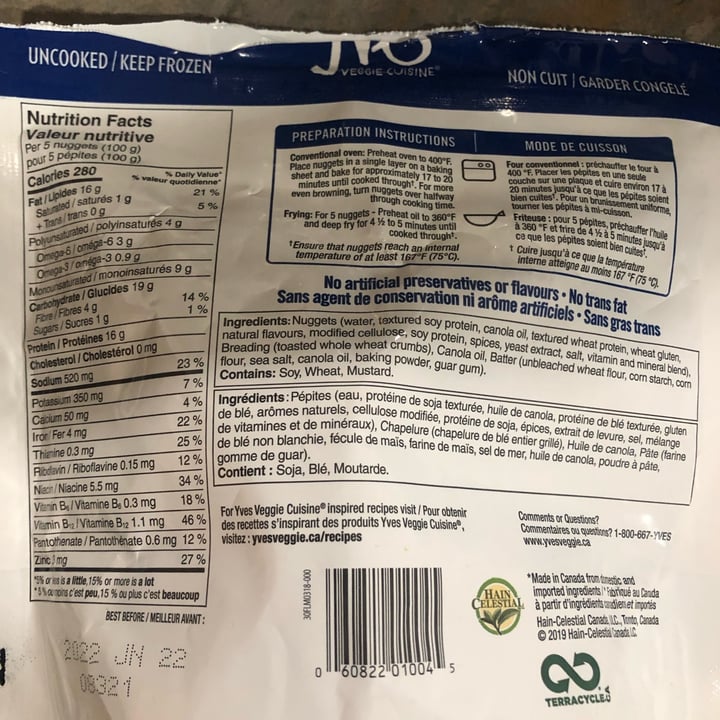 UNCOOKED / KEEP FROZEN
VEGGIE CUISINE®
NON CUIT / GARDER CONGELÉ
Nutrition Facts
Valeur nutritive
Per 5 nuggets (100 g)
pour 5 pépites (100 g)
Calories 280
% Daily Value*
% valeur quotidienne*
Fat / Lipides 16 g 21 %
Saturated / saturés 1 g 5 %
+ Trans / trans 0 g
Polyunsaturated / polyinsaturés 4 g
Omega-6 / oméga-6 3 g
Omega-3 / oméga-3 0.9 g
Monounsaturated / monoinsaturés 9 g
Carbohydrate / Glucides 19 g
Fibre / Fibres 4 g 14 %
Sugars / Sucres 1 g 1 %
Protein / Protéines 16 g
Cholesterol / Cholestérol 0 mg
Sodium 520 mg 23 %
Potassium 350 mg 7 %
Calcium 50 mg 4 %
Iron / Fer 4 mg 22 %
Thiamine 0.3 mg 25 %
Riboflavin / Riboflavine 0.15 mg 12 %
Niacin / Niacine 5.5 mg 34 %
Vitamin B6 / Vitamine B6 0.3 mg 18 %
Vitamin B12 / Vitamine B12 1.1 mg 46 %
Pantothenate / Pantothénate 0.6 mg 12 %
Zinc 3 mg 27 %
*5% or less is a little, 15% or more is a lot
*5 % ou moins c'est peu, 15 % ou plus c'est beaucoup
BEST BEFORE / MEILLEUR AVANT :
2022 JN 22
08321
PREPARATION INSTRUCTIONS
Conventional oven: Preheat oven to 400°F.
Place nuggets in a single layer on a baking
sheet and bake for approximately 17 to 20
minutes until cooked through†. For more
even browning, turn nuggets over halfway
through cooking time.
Frying: For 5 nuggets - Preheat oil to 360°F
and deep fry for 4 ½ to 5 minutes until
cooked through†.
†Ensure that nuggets reach an internal
temperature of at least 167°F (75°C).
MODE DE CUISSON
Four conventionnel : préchauffer le four à
400 °F. Placer les pépites en une seule
couche sur une plaque et cuire environ 17 à
20 minutes jusqu'à ce que les pépites soient
bien cuites†. Pour un brunissement uniforme,
tourner les pépites à mi-cuisson.
Friteuse : pour 5 pépites, préchauffer l'huile
à 360 °F et frire de 4 ½ à 5 minutes jusqu'à
ce que les pépites soient bien cuites†.
† Cuire jusqu'à ce que la température
interne atteigne au moins 167 °F (75 °C).
No artificial preservatives or flavours • No trans fat
Sans agent de conservation ni arôme artificiels • Sans gras trans
Ingredients: Nuggets (water, textured soy protein, canola oil, textured wheat protein, wheat gluten,
natural flavours, modified cellulose, soy protein, spices, yeast extract, salt, vitamin and mineral blend),
Breading (toasted whole wheat crumbs), Canola oil, Batter (unbleached wheat flour, corn starch, corn
flour, sea salt, canola oil, baking powder, guar gum).
Contains: Soy, Wheat, Mustard.
Ingrédients : Pépites (eau, protéine de soja texturée, huile de canola, protéine de blé texturée, gluten
de blé, arômes naturels, cellulose modifiée, protéine de soja, épices, extrait de levure, sel, mélange
de vitamines et de minéraux), Chapelure (chapelure de blé entier grillé), Huile de canola, Pâte (farine
de blé non blanchie, fécule de maïs, farine de maïs, sel de mer, huile de canola, poudre à pâte,
gomme de guar).
Contient : Soja, Blé, Moutarde.
For Yves Veggie Cuisine® inspired recipes visit / Pour obtenir
des recettes s'inspirant des produits Yves Veggie Cuisine®,
visitez : yvesveggie.ca/recipes
Comments or Questions?
Commentaires ou questions? 1-800-667-YVES
www.yvesveggie.ca
30FLM0318-000
0 60822 01004 5
HAIN
CELESTIAL
*Made in Canada from domestic and
imported ingredients / *Fabriqué au Canada
à partir d'ingrédients canadiens et importés
Hain-Celestial Canada, ULC., Toronto, Canada
© 2019 Hain-Celestial Canada, ULC
TERRACYCLE